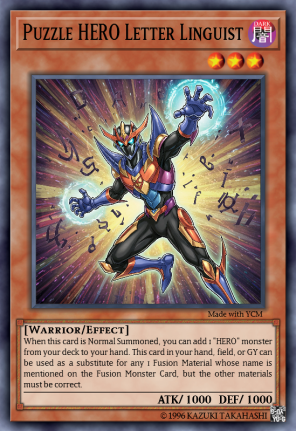 Puzzle HERO Letter Linguist
DARK
闇
Made with YCM
[Warrior/Effect]
When this card is Normal Summoned, you can add 1 "HERO" monster
from your deck to your hand. This card in your hand, field, or GY can
be used as a substitute for any 1 Fusion Material whose name is
mentioned on the Fusion Monster Card, but the other materials
must be correct.
ATK/ 1000 DEF/ 1000
©1996 KAZUKI TAKAHASHI